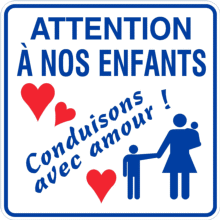 ATTENTION
À NOS ENFANTS
Conduisons
avec amour !